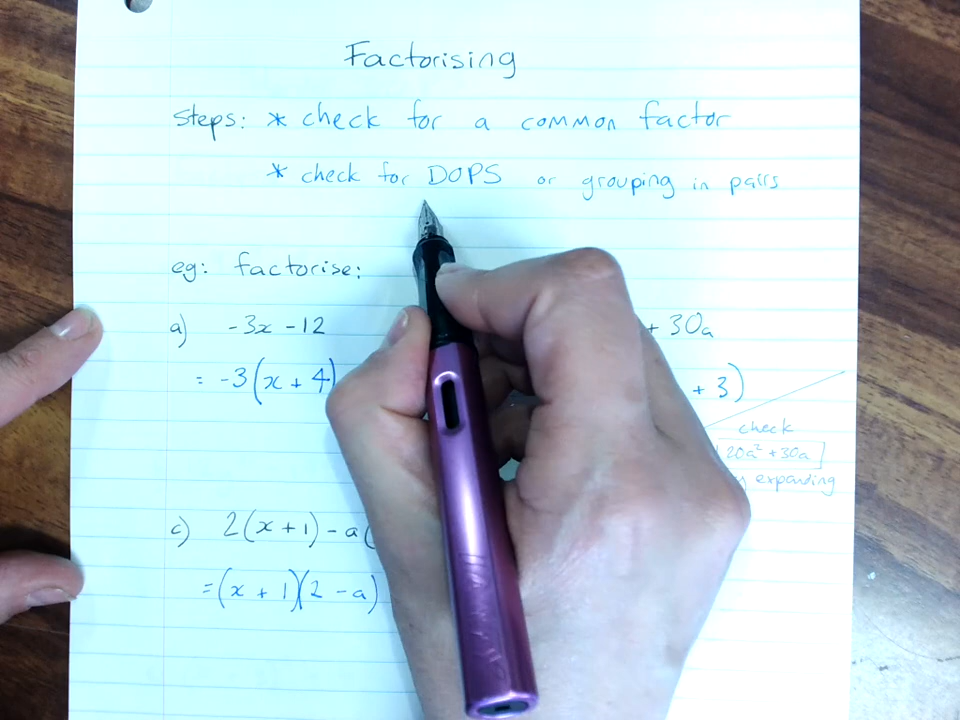 Factorising
Steps: * check for a common factor
* check for DOPS or grouping in pairs
eg: factorise:
a) -3x -12
+ 30a
= -3(x + 4)
+ 3)
check
20a² + 30a]
expanding
c) 2(x+1) - a(
= (x + 1)(2 - a)